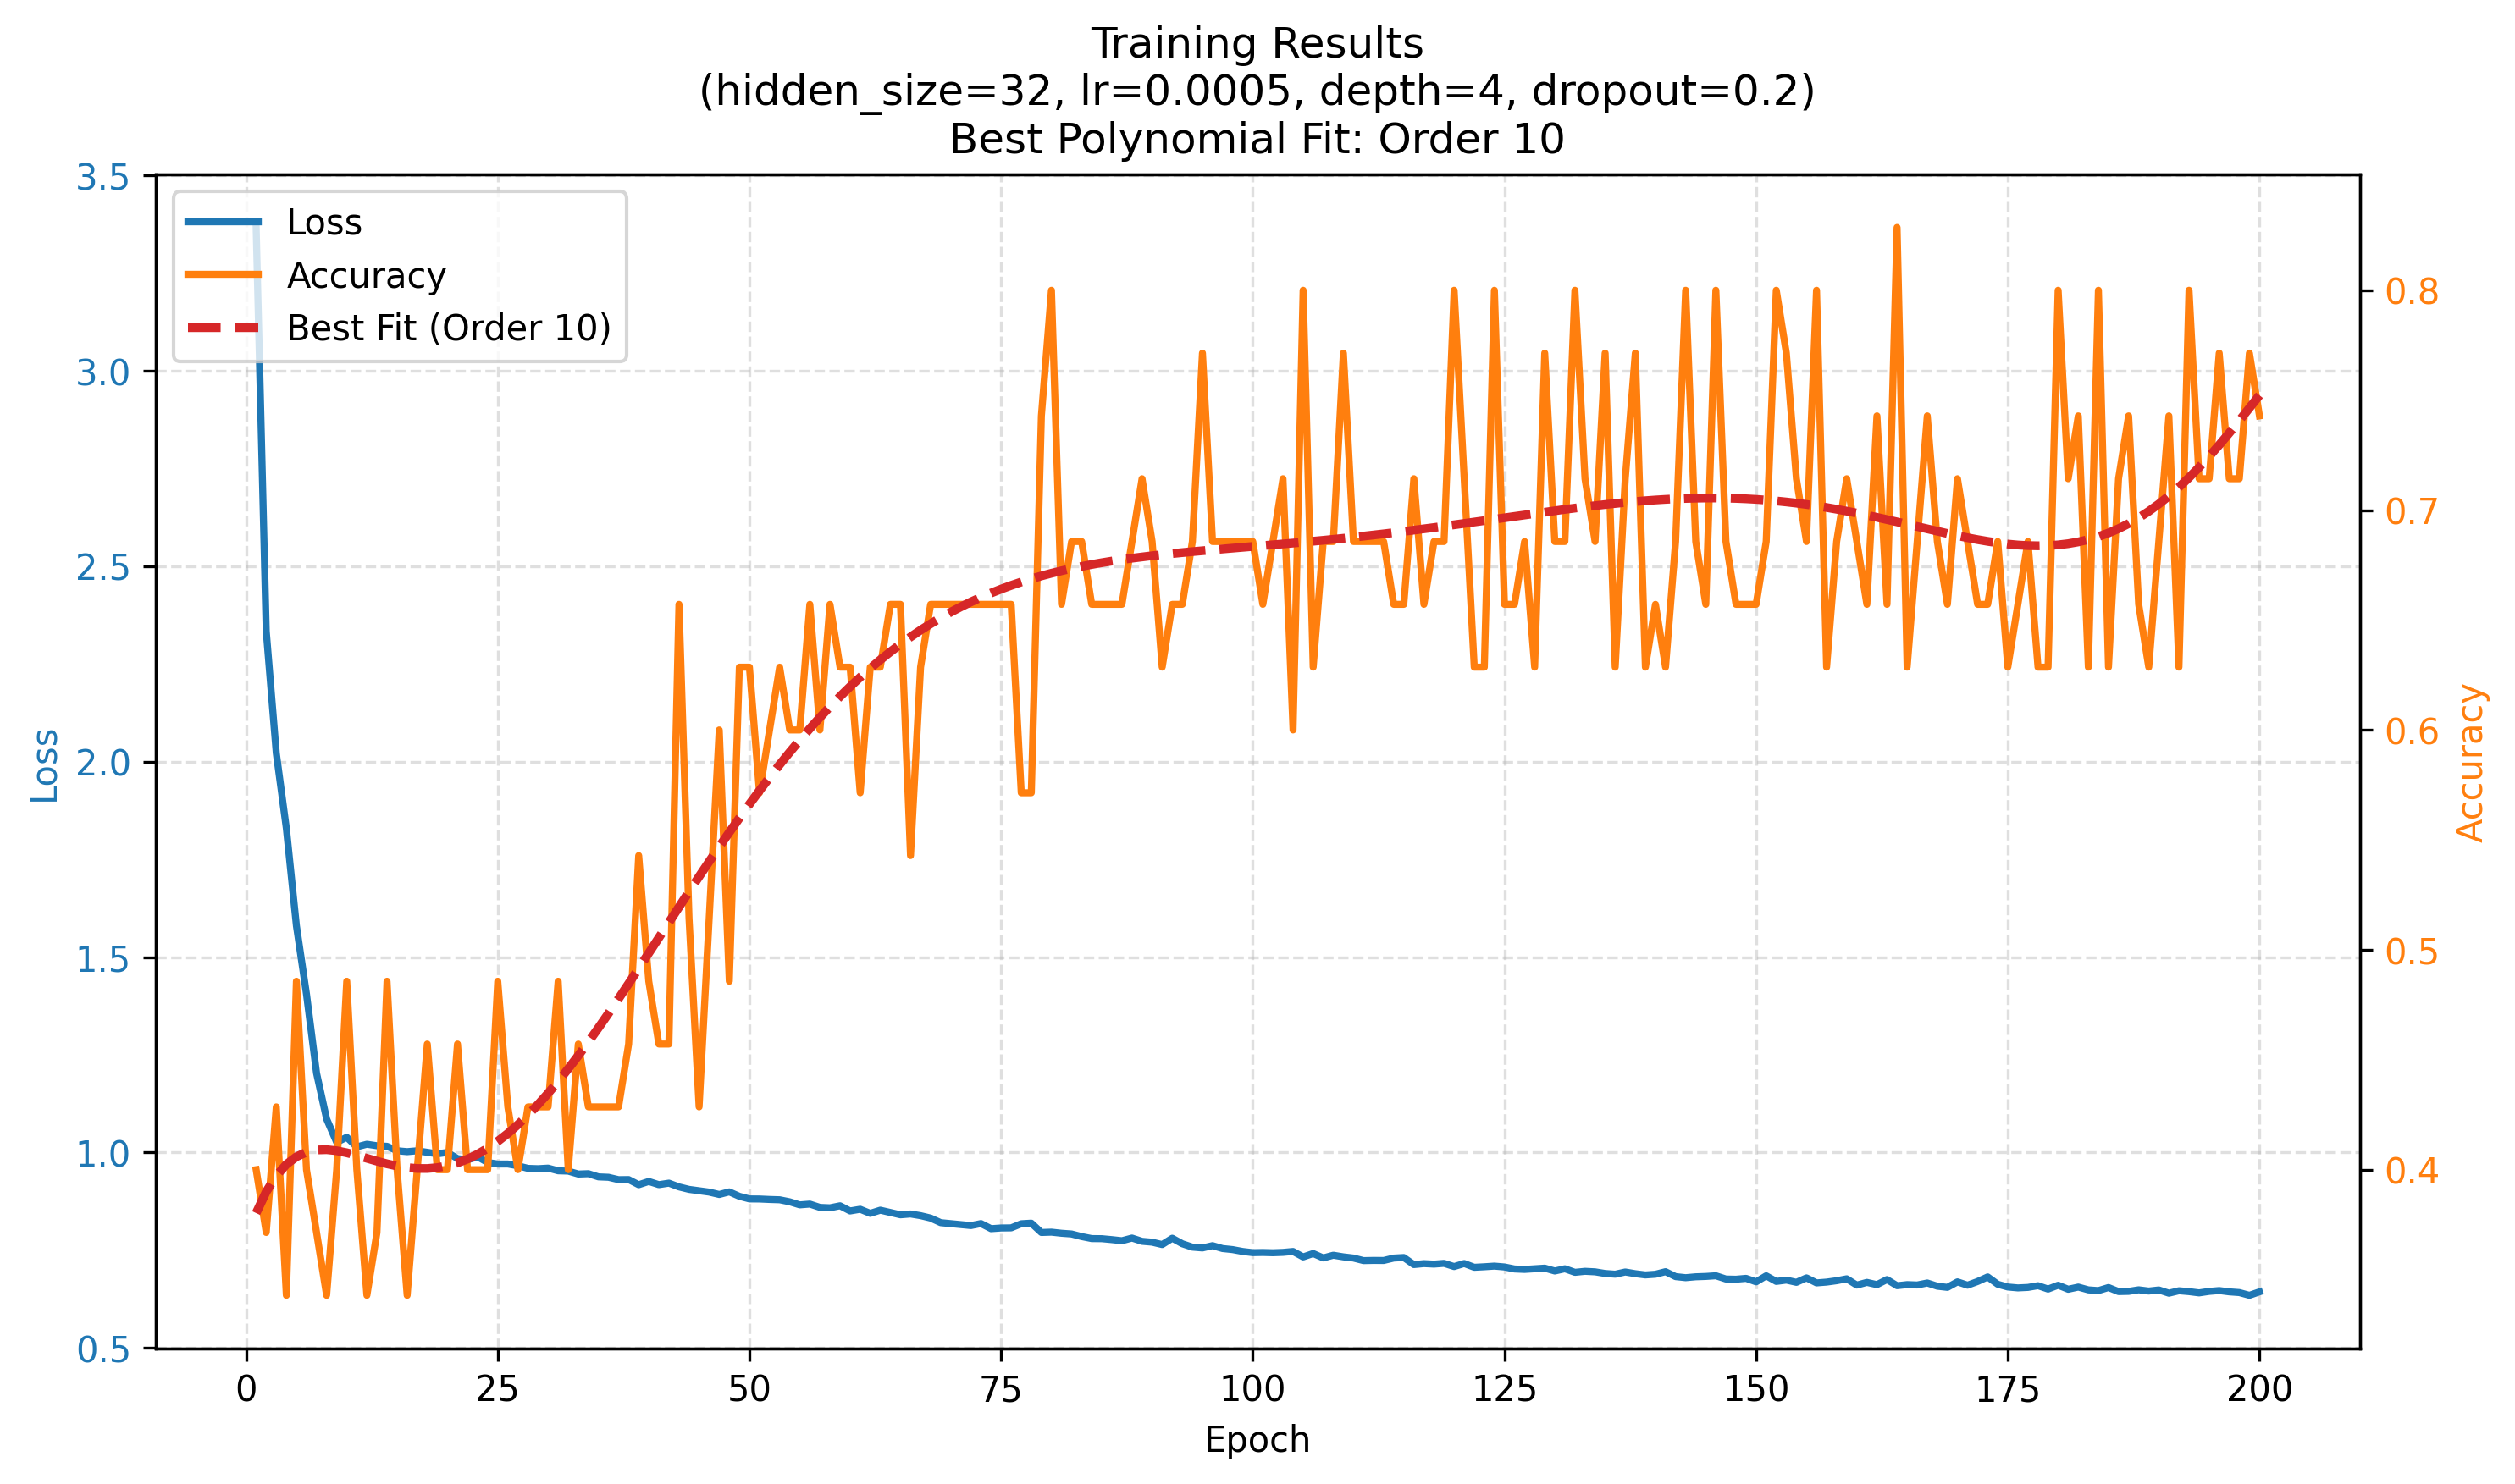 Training Results
(hidden_size=32, lr=0.0005, depth=4, dropout=0.2)
Best Polynomial Fit: Order 10
Loss
Accuracy
Best Fit (Order 10)
3.5
3.0
2.5
2.0
1.5
1.0
0.5
Loss
0.8
0.7
0.6
0.5
0.4
Accuracy
0 25 50 75 100 125 150 175 200
Epoch